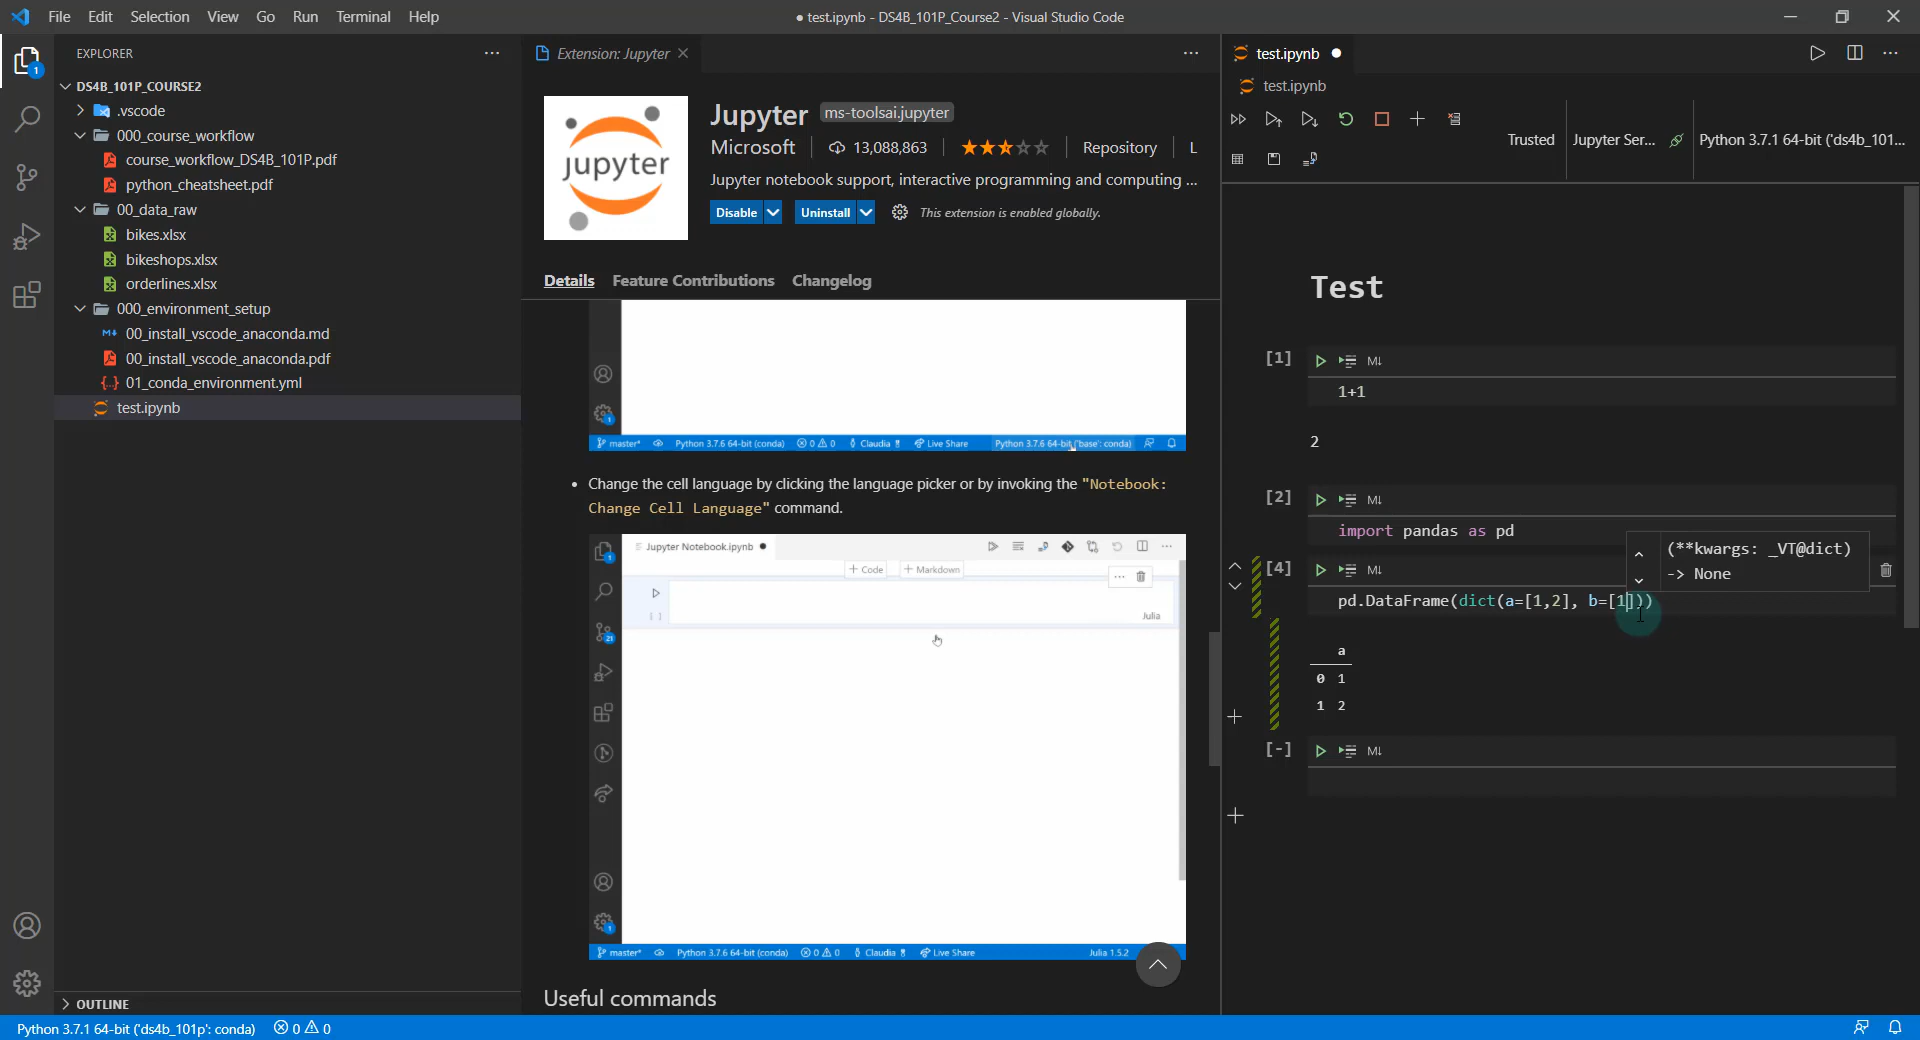 File Edit Selection View Go Run Terminal Help
● test.ipynb - DS4B_101P_Course2 - Visual Studio Code
EXPLORER
DS4B_101P_COURSE2
.vscode
000_course_workflow
course_workflow_DS4B_101P.pdf
python_cheatsheet.pdf
00_data_raw
bikes.xlsx
bikeshops.xlsx
orderlines.xlsx
000_environment_setup
00_install_vscode_anaconda.md
00_install_vscode_anaconda.pdf
01_conda_environment.yml
test.ipynb
OUTLINE
1
Extension: Jupyter
jupyter
Jupyter ms-toolsai.jupyter
Microsoft 13,088,863 Repository L
Jupyter notebook support, interactive programming and computing ...
Disable Uninstall This extension is enabled globally.
Details Feature Contributions Changelog
master* Python 3.7.6 64-bit (conda) 0 0 Claudia Live Share Python 3.7.6 64-bit ('base': conda)
• Change the cell language by clicking the language picker or by invoking the "Notebook:
Change Cell Language" command.
Jupyter Notebook.ipynb ●
+ Code + Markdown
[ ] Julia
21
master* Python 3.7.6 64-bit (conda) 0 0 Claudia Live Share Julia 1.5.2
Useful commands
test.ipynb ●
test.ipynb
Trusted Jupyter Ser... Python 3.7.1 64-bit ('ds4b_101...
Test
[1] M↓
1+1
2
[2] M↓
import pandas as pd
(**kwargs: _VT@dict)
-> None
[4] M↓
pd.DataFrame(dict(a=[1,2], b=[1]))
a
0 1
1 2
[-] M↓
Python 3.7.1 64-bit ('ds4b_101p': conda) 0 0